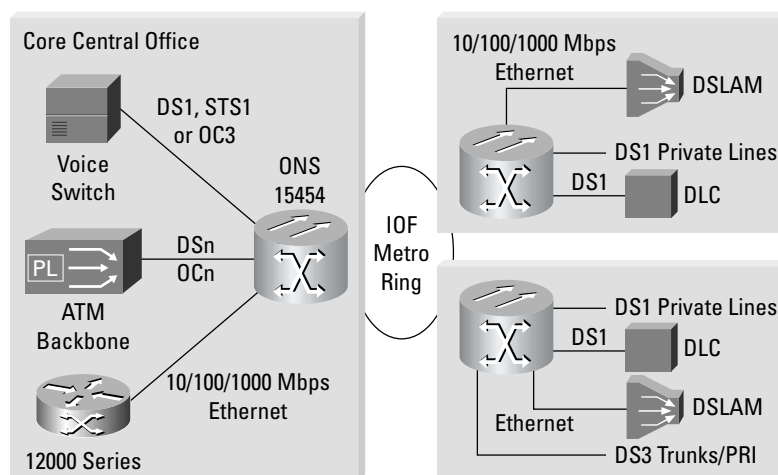 Core Central Office
DS1, STS1
or OC3
Voice
Switch
ONS
15454
PL
DSn
OCn
ATM
Backbone
10/100/1000 Mbps
Ethernet
12000 Series
IOF
Metro
Ring
10/100/1000 Mbps
Ethernet
DSLAM
DS1 Private Lines
DS1
DLC
DS1 Private Lines
DS1
DLC
Ethernet
DSLAM
DS3 Trunks/PRI